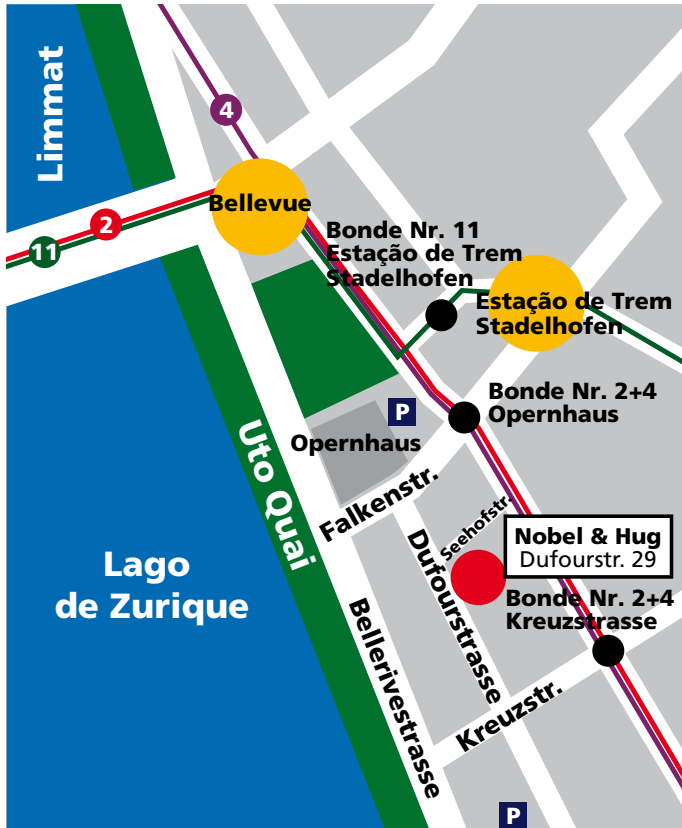 Limmat
4
Bellevue
2
11
Bonde Nr. 11
Estação de Trem
Stadelhofen
Estação de Trem
Stadelhofen
Bonde Nr. 2+4
Opernhaus
P
Opernhaus
Uto Quai
Falkenstr.
Seehofstr.
Nobel & Hug
Dufourstr. 29
Lago
de Zurique
Dufourstrasse
Bonde Nr. 2+4
Kreuzstrasse
Bellerivestrasse
Kreuzstr.
P